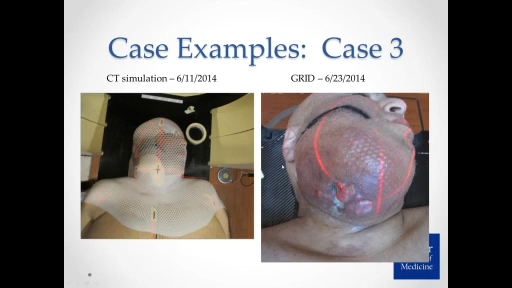 Case Examples: Case 3
CT simulation – 6/11/2014
GRID – 6/23/2014
Medicine